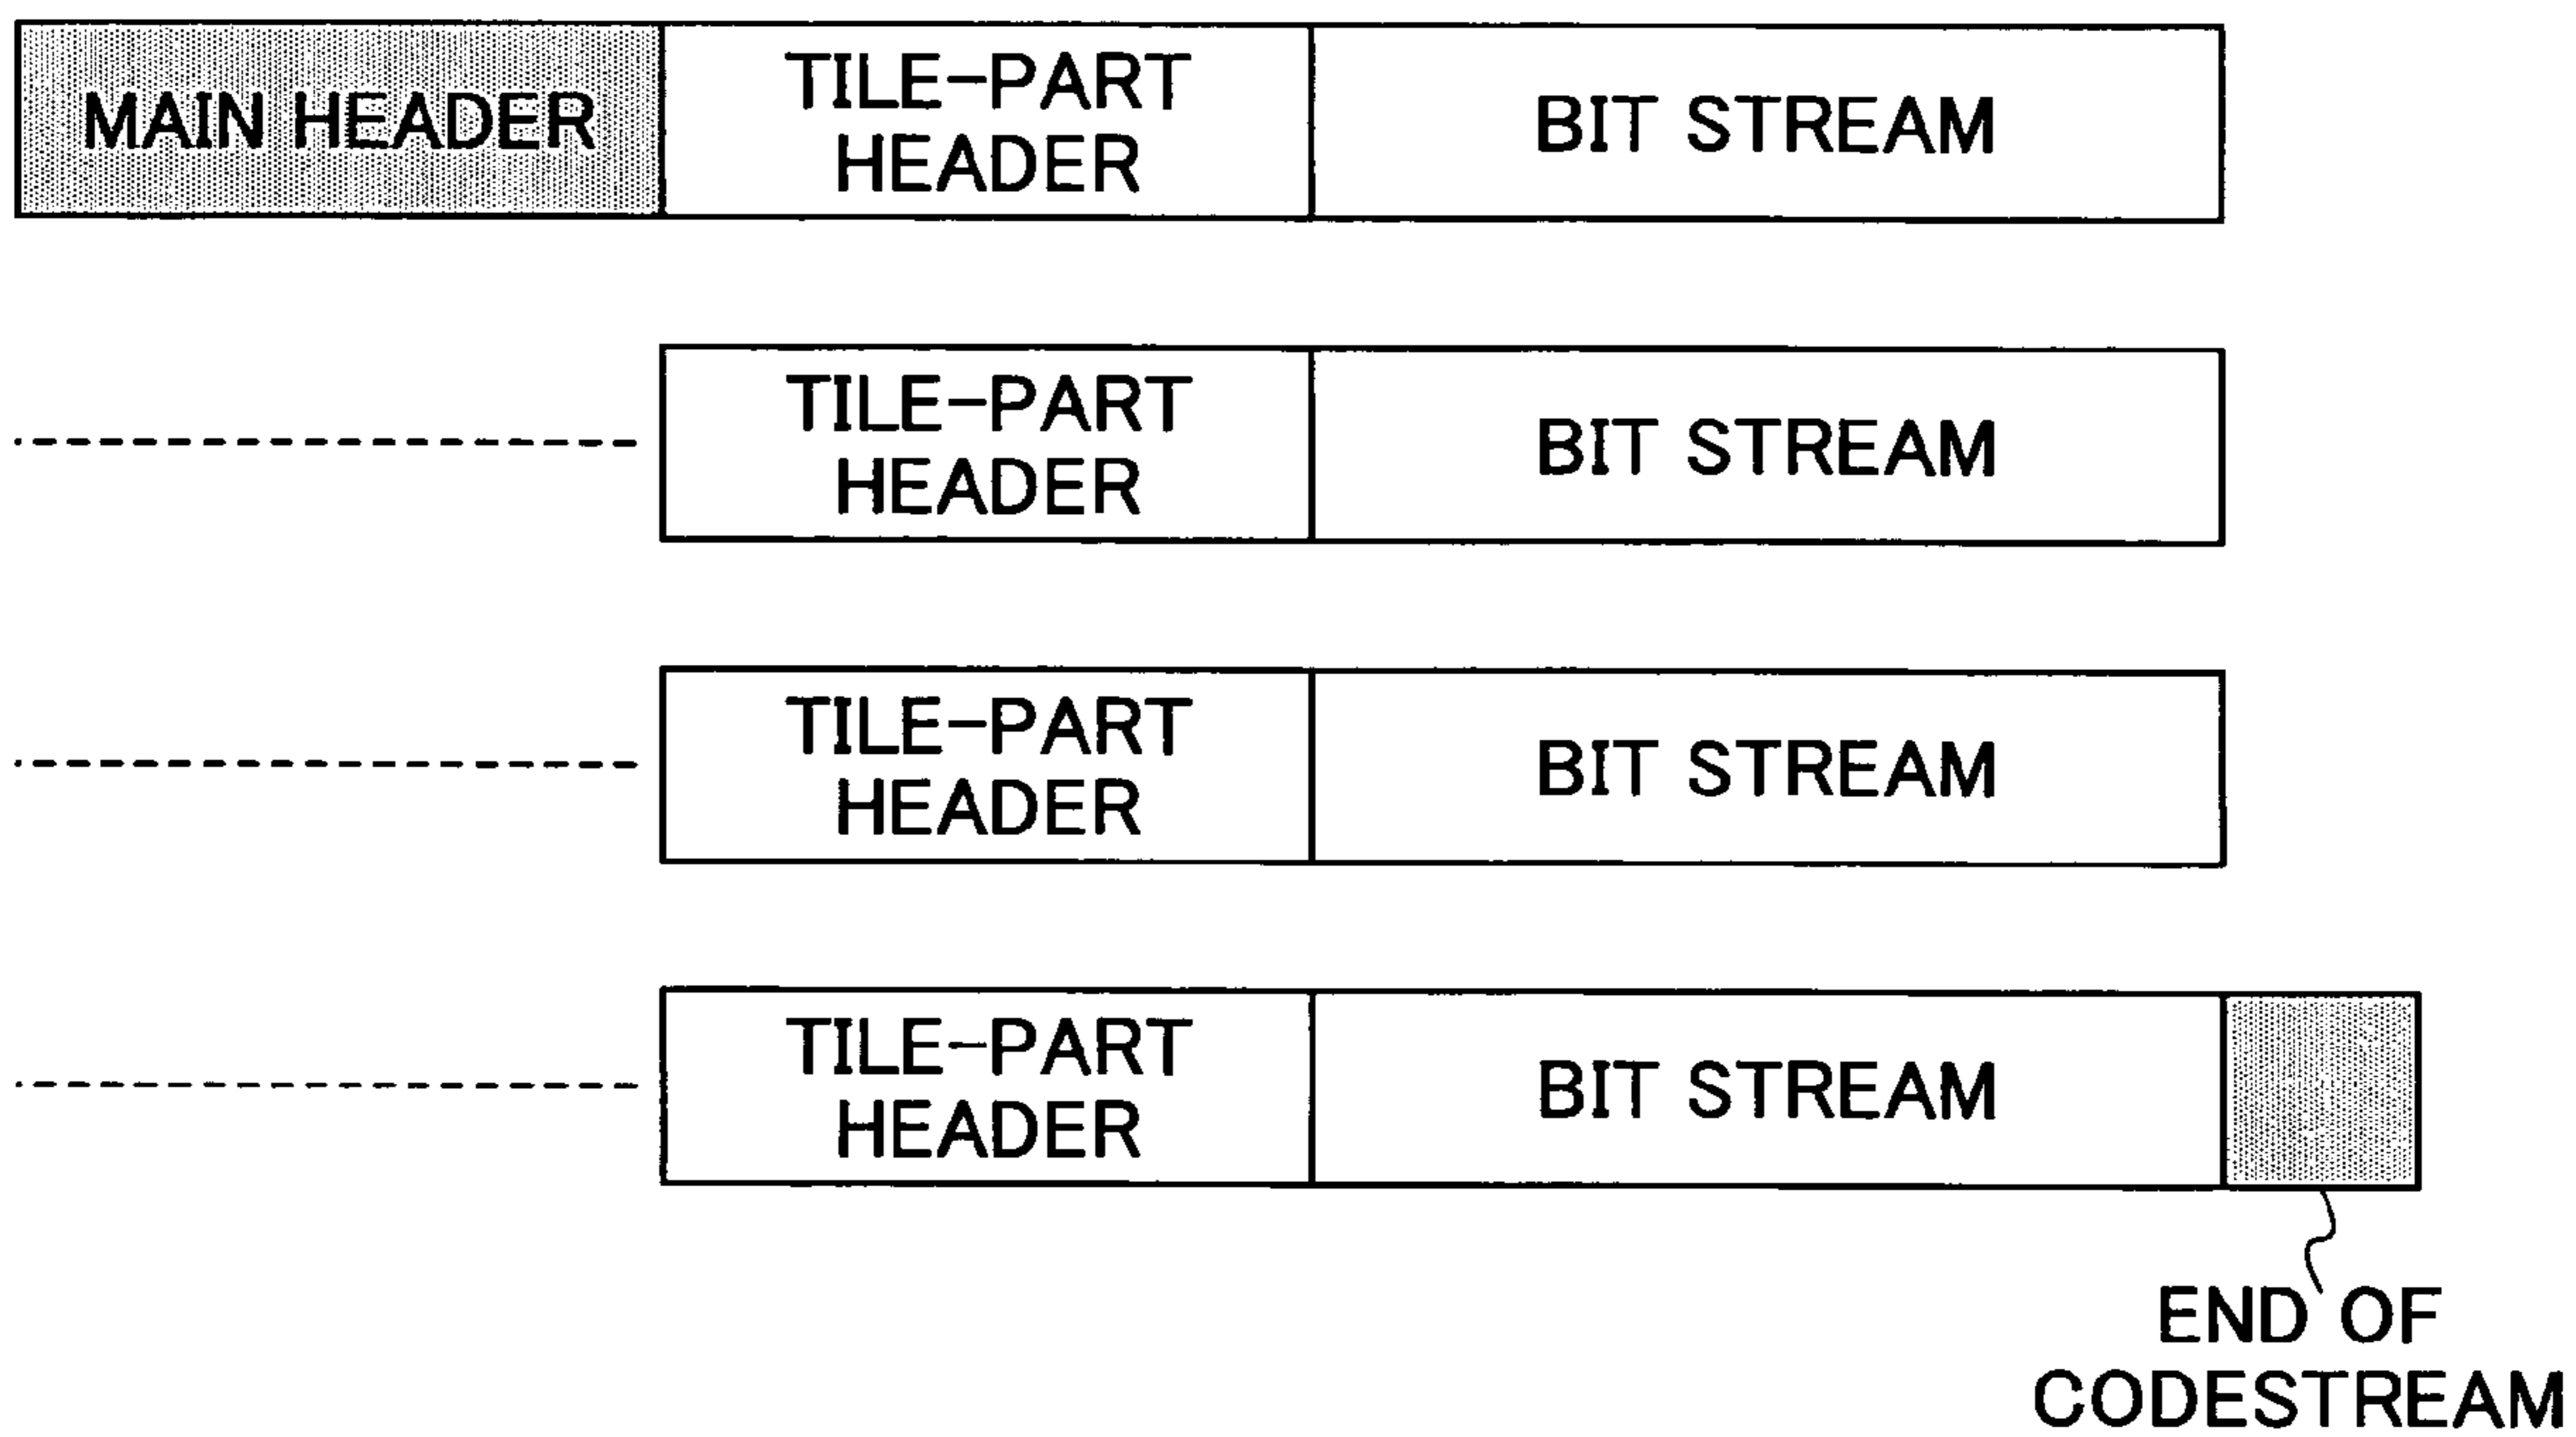 MAIN HEADER
TILE-PART
HEADER
BIT STREAM
TILE-PART
HEADER
BIT STREAM
TILE-PART
HEADER
BIT STREAM
TILE-PART
HEADER
BIT STREAM
END OF
CODESTREAM